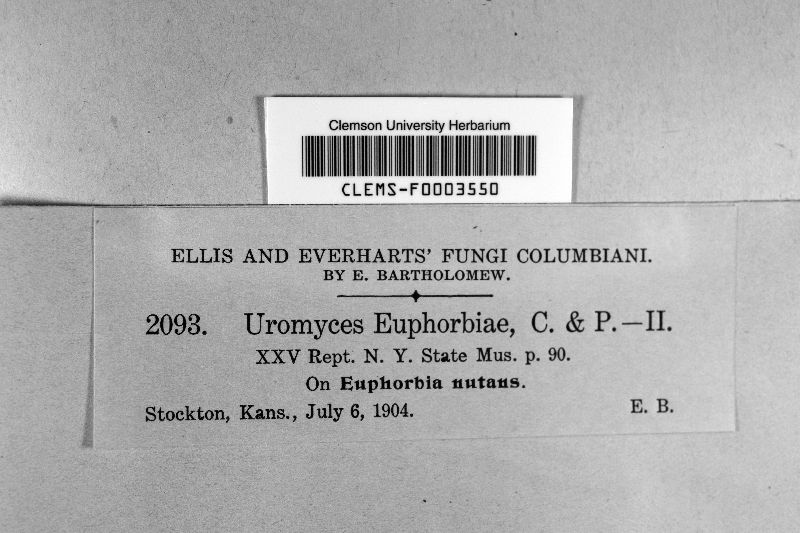 Clemson University Herbarium
CLEMS-F0003550
ELLIS AND EVERHARTS' FUNGI COLUMBIANI.
BY E. BARTHOLOMEW.
2093. Uromyces Euphorbiae, C. & P.—II.
XXV Rept. N. Y. State Mus. p. 90.
On Euphorbia nutans.
Stockton, Kans., July 6, 1904. E. B.